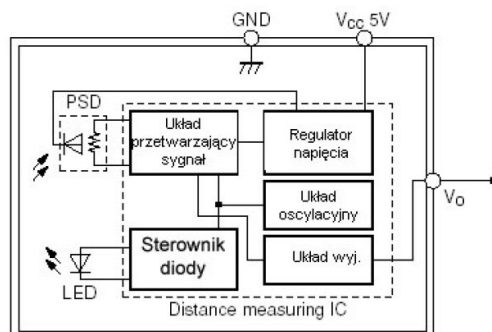 GND
Vcc 5V
PSD
Układ
przetwarzający
sygnał
Regulator
napięcia
Układ
oscylacyjny
Vo
Sterownik
diody
Układ wyj.
LED
Distance measuring IC